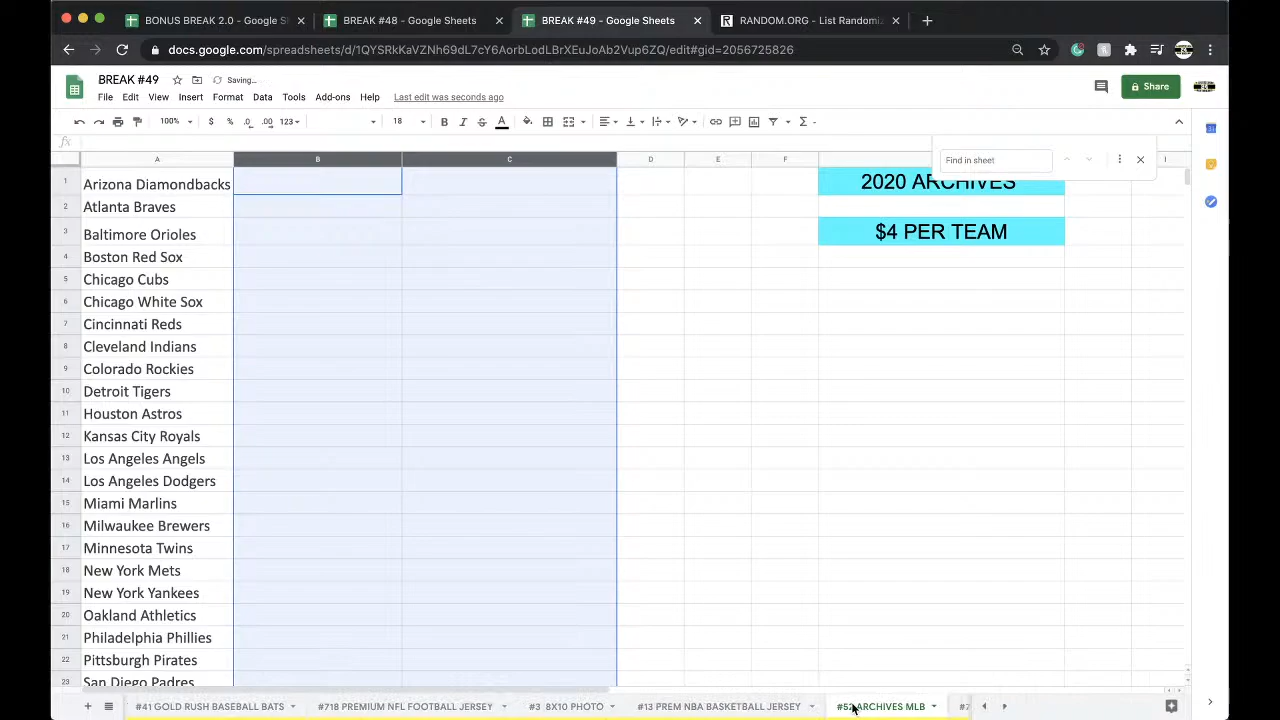 BONUS BREAK 2.0 - Google S
BREAK #48 - Google Sheets
BREAK #49 - Google Sheets
RANDOM.ORG - List Randomiz
docs.google.com/spreadsheets/d/1QYSRkKaVZNh69dL7cY6AorbLodLBrXEuJoAb2Vup6ZQ/edit#gid=2056725826
BREAK #49
Saving...
File Edit View Insert Format Data Tools Add-ons Help Last edit was seconds ago
Share
100% $ % .0 .00 123 18 B I S A
fx
Find in sheet
A B C D E F I
1 Arizona Diamondbacks 2020 ARCHIVES
2 Atlanta Braves
3 Baltimore Orioles $4 PER TEAM
4 Boston Red Sox
5 Chicago Cubs
6 Chicago White Sox
7 Cincinnati Reds
8 Cleveland Indians
9 Colorado Rockies
10 Detroit Tigers
11 Houston Astros
12 Kansas City Royals
13 Los Angeles Angels
14 Los Angeles Dodgers
15 Miami Marlins
16 Milwaukee Brewers
17 Minnesota Twins
18 New York Mets
19 New York Yankees
20 Oakland Athletics
21 Philadelphia Phillies
22 Pittsburgh Pirates
23 San Diego Padres
#41 GOLD RUSH BASEBALL BATS
#718 PREMIUM NFL FOOTBALL JERSEY
#3 8X10 PHOTO
#13 PREM NBA BASKETBALL JERSEY
#52 ARCHIVES MLB